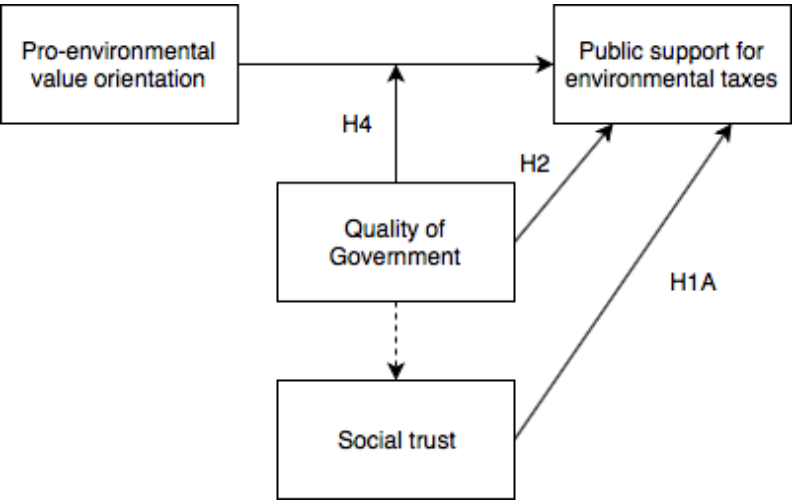 Pro-environmental
value orientation
Public support for
environmental taxes
H4
H2
Quality of
Government
H1A
Social trust